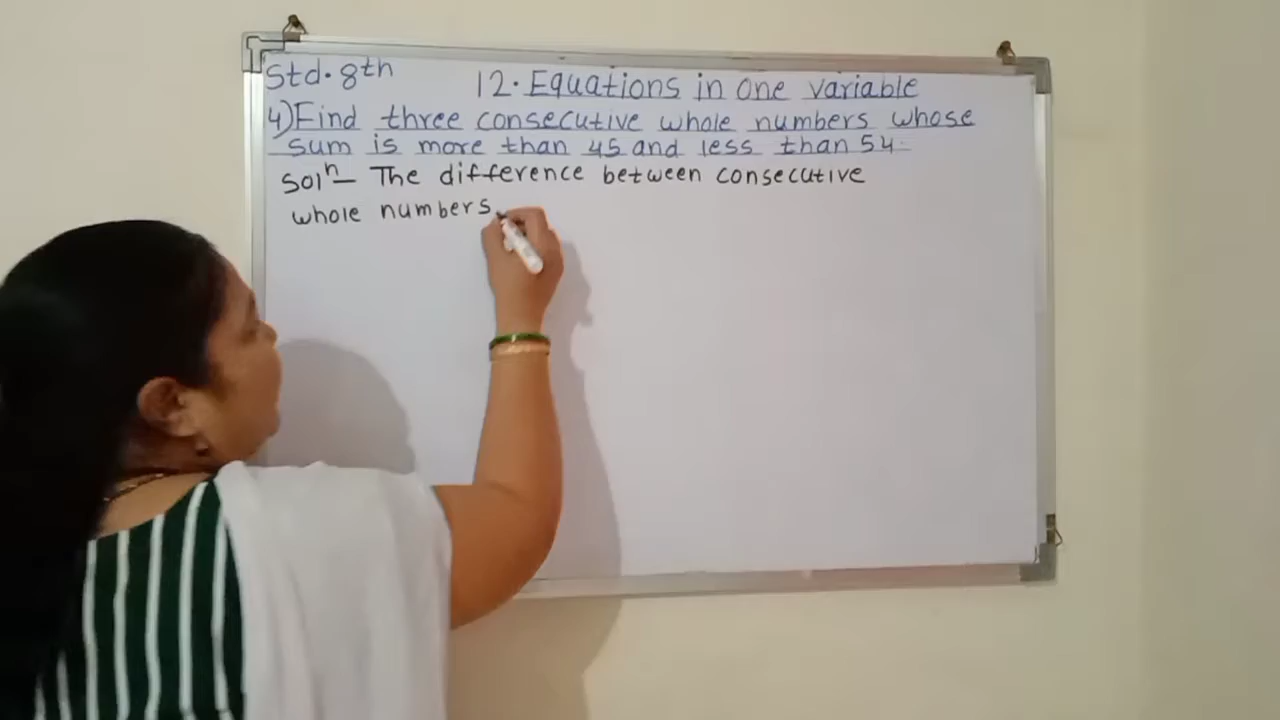 Std. 8th
12. Equations in one variable
4) Find three consecutive whole numbers whose
sum is more than 45 and less than 54.
Solⁿ- The difference between consecutive
whole numbers